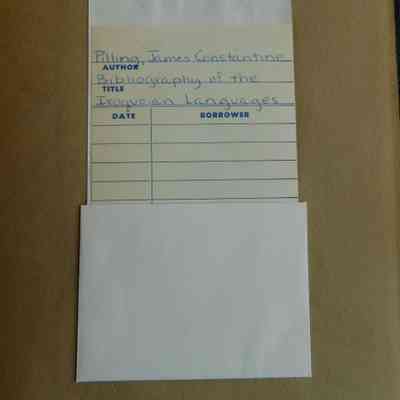 Pilling, James Constantine
AUTHOR
Bibliography of the
TITLE
Iroquoian Languages
DATE BORROWER